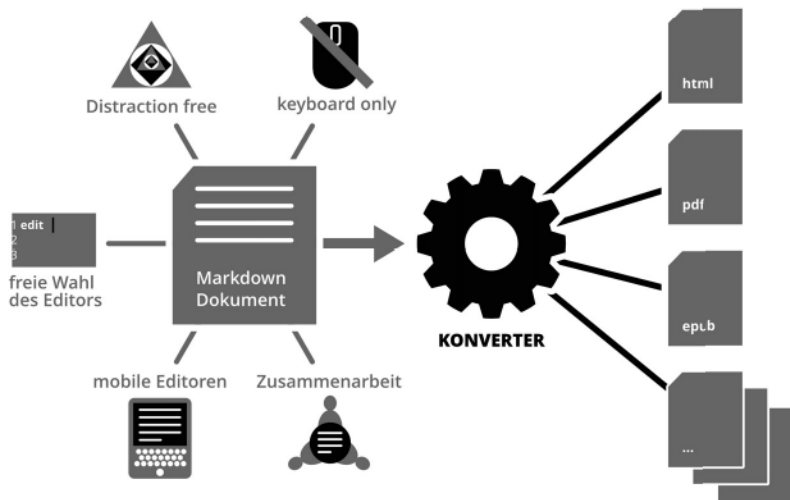 Distraction free
keyboard only
1 edit
2
3
freie Wahl
des Editors
Markdown
Dokument
mobile Editoren
Zusammenarbeit
KONVERTER
html
pdf
epub
...